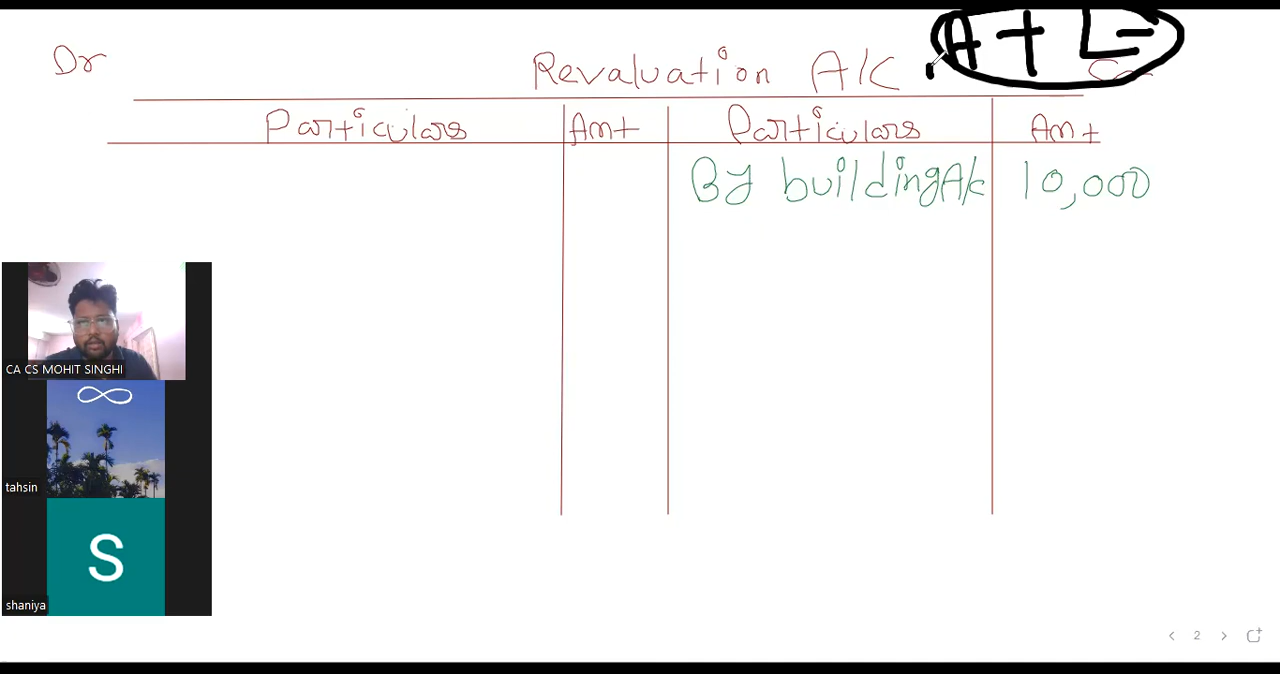 A + L -
Dr Revaluation A/C
Particulars Amt Particulars Amt
By building A/c 10,000
CA CS MOHIT SINGHI
tahsin
S
shaniya
2